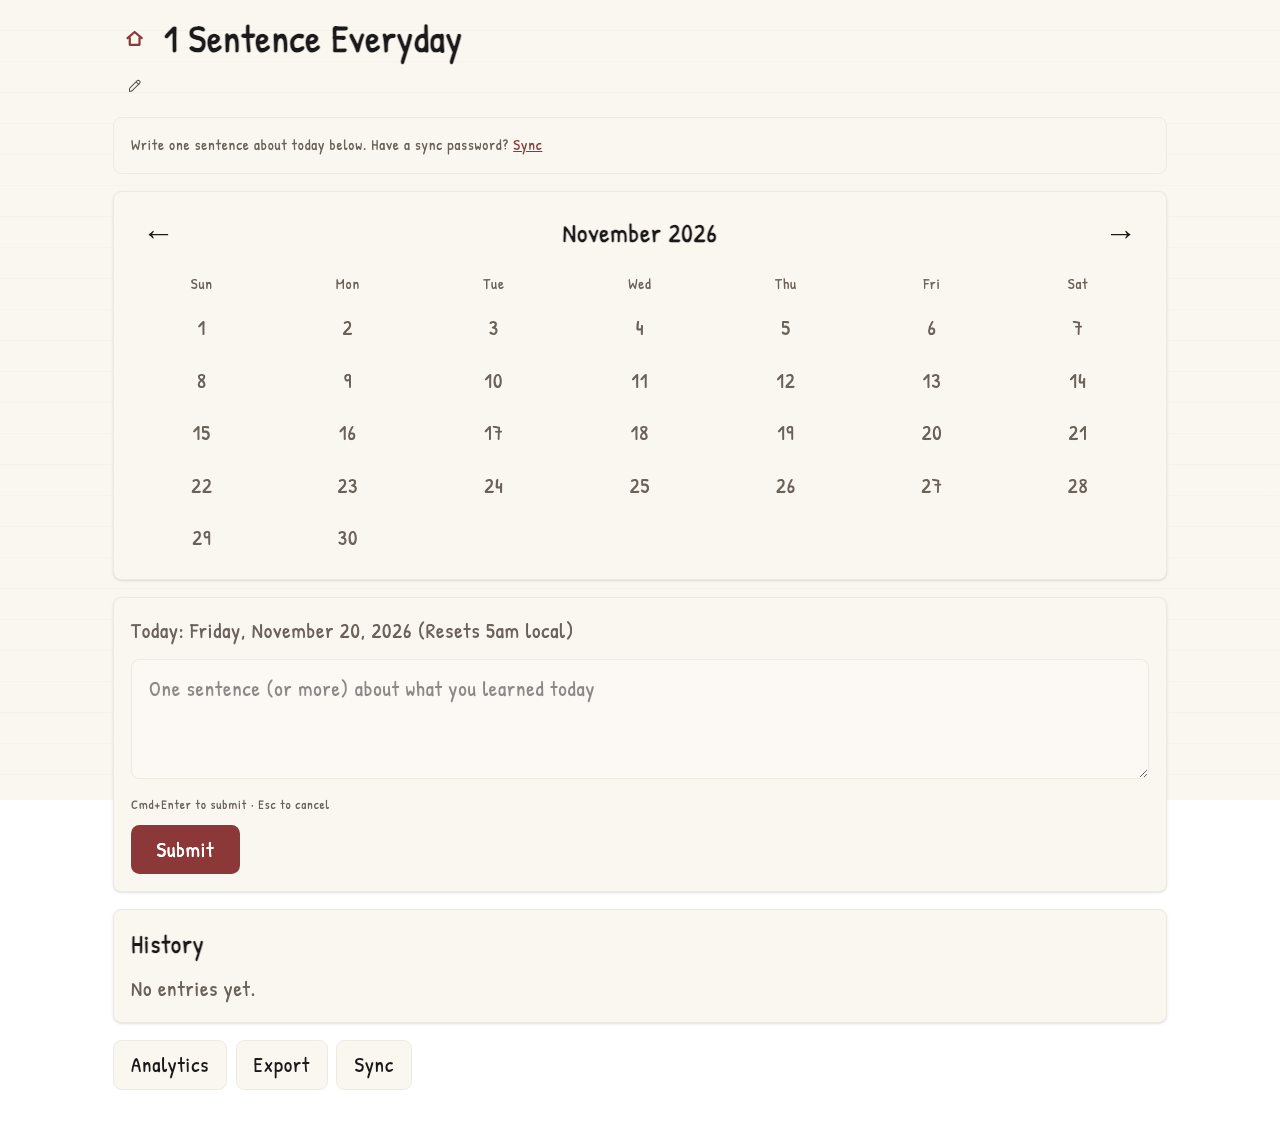 1 Sentence Everyday
Write one sentence about today below. Have a sync password? Sync
← November 2026 →
Sun Mon Tue Wed Thu Fri Sat
1 2 3 4 5 6 7
8 9 10 11 12 13 14
15 16 17 18 19 20 21
22 23 24 25 26 27 28
29 30
Today: Friday, November 20, 2026 (Resets 5am local)
One sentence (or more) about what you learned today
Cmd+Enter to submit · Esc to cancel
Submit
History
No entries yet.
Analytics Export Sync